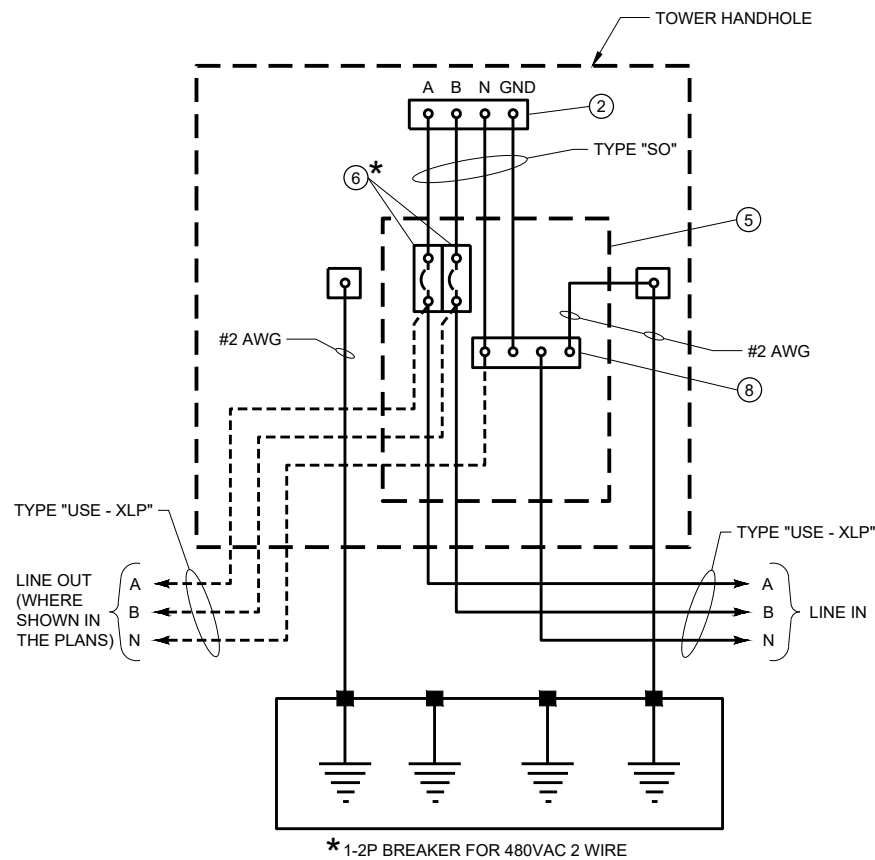 TOWER HANDHOLE
A B N GND
2
TYPE "SO"
6 *
5
#2 AWG
#2 AWG
8
TYPE "USE - XLP"
TYPE "USE - XLP"
LINE OUT
(WHERE
SHOWN IN
THE PLANS)
A
B
N
A
B
N
LINE IN
* 1-2P BREAKER FOR 480VAC 2 WIRE